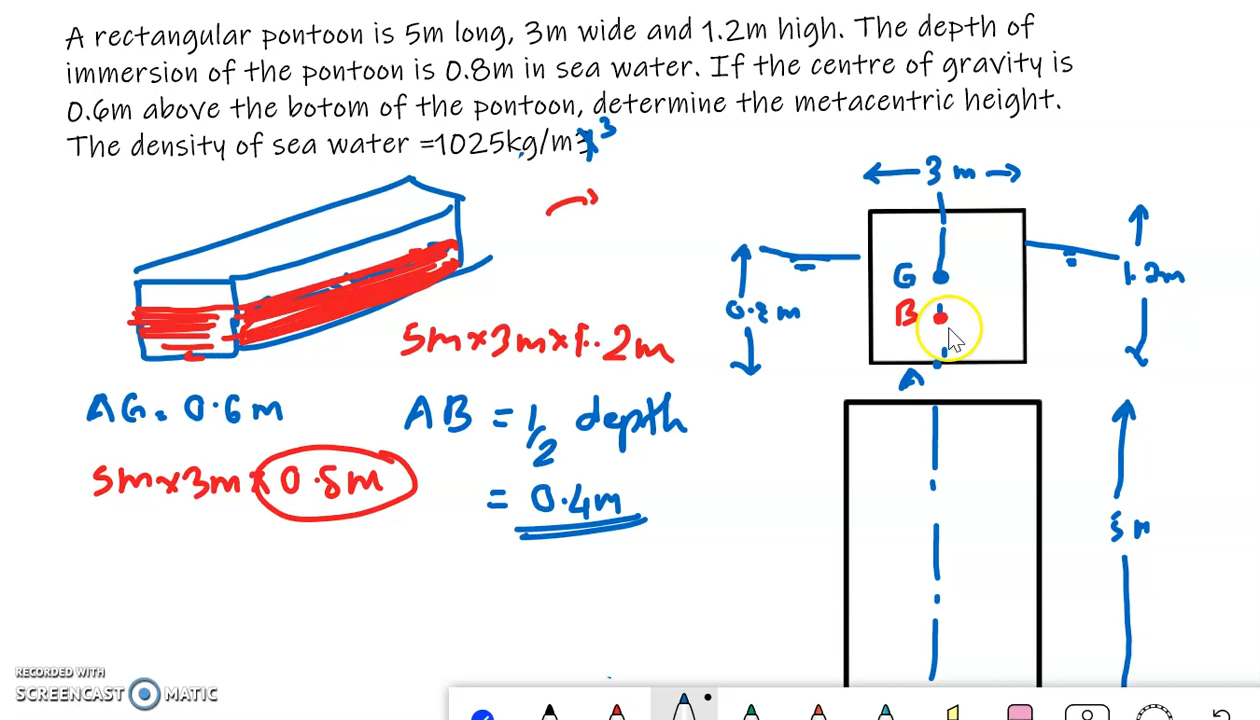 A rectangular pontoon is 5m long, 3m wide and 1.2m high. The depth of
immersion of the pontoon is 0.8m in sea water. If the centre of gravity is
0.6m above the botom of the pontoon, determine the metacentric height.
The density of sea water =1025kg/m3
3 m
G
B
A
0.8m
1.2m
5m×3m×1.2m
AG = 0.6m
AB = 1/2 depth
5m×3m×0.8m
= 0.4m
5 m
RECORDED WITH
SCREENCAST MATIC